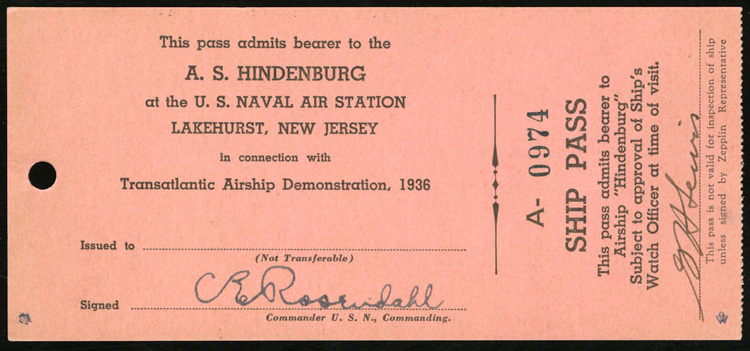 This pass admits bearer to the
A. S. HINDENBURG
at the U. S. NAVAL AIR STATION
LAKEHURST, NEW JERSEY
in connection with
Transatlantic Airship Demonstration, 1936
Issued to
(Not Transferable)
Signed C E Rosendahl
Commander U. S. N., Commanding.
A- 0974
SHIP PASS
This pass admits bearer to
Airship "Hindenburg"
Subject to approval of Ship's
Watch Officer at time of visit.
This pass is not valid for inspection of ship
unless signed by Zepplin Representative